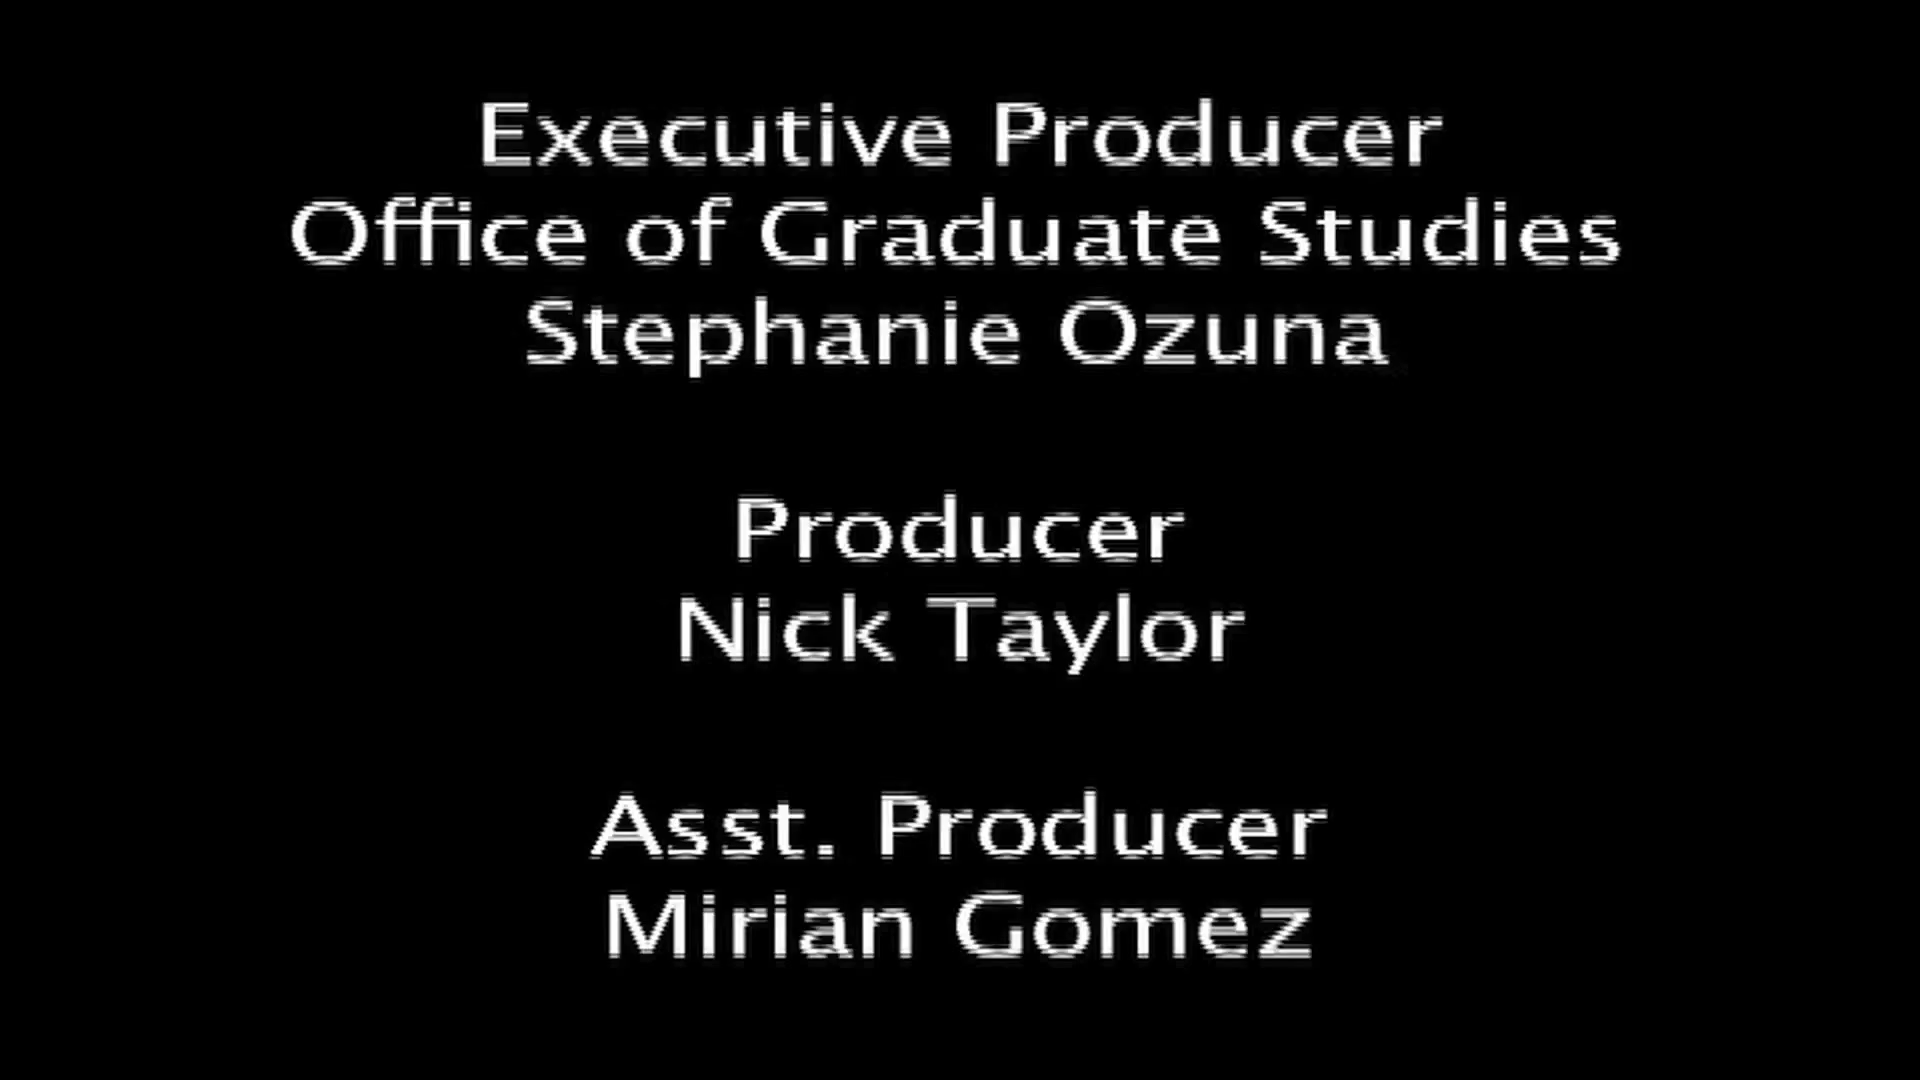 Executive Producer
Office of Graduate Studies
Stephanie Ozuna
Producer
Nick Taylor
Asst. Producer
Mirian Gomez